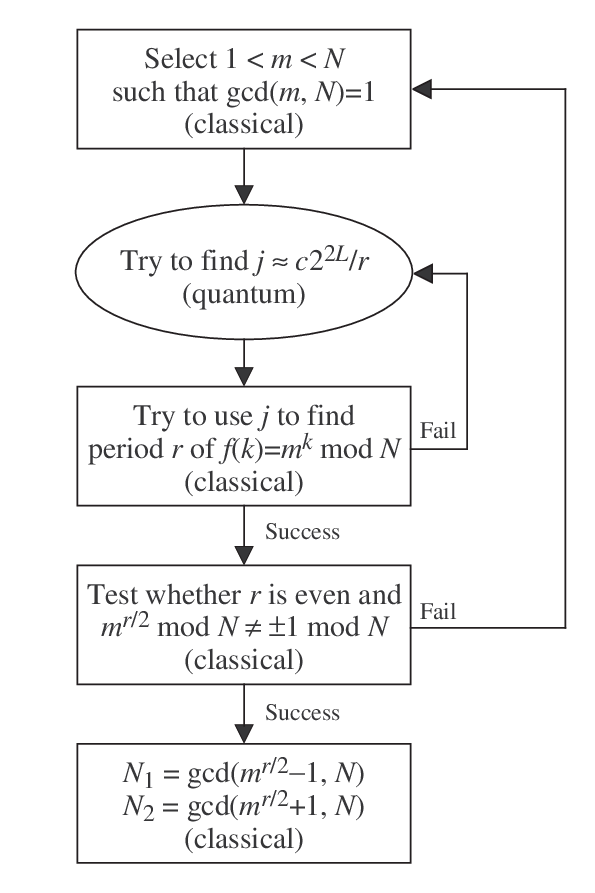 Select 1 < m < N
such that gcd(m, N)=1
(classical)
Try to find j ≈ c2²ᴸ/r
(quantum)
Try to use j to find
period r of f(k)=mᵏ mod N
(classical)
Fail
Success
Test whether r is even and
m^{r/2} mod N ≠ ±1 mod N
(classical)
Fail
Success
N₁ = gcd(m^{r/2}–1, N)
N₂ = gcd(m^{r/2}+1, N)
(classical)